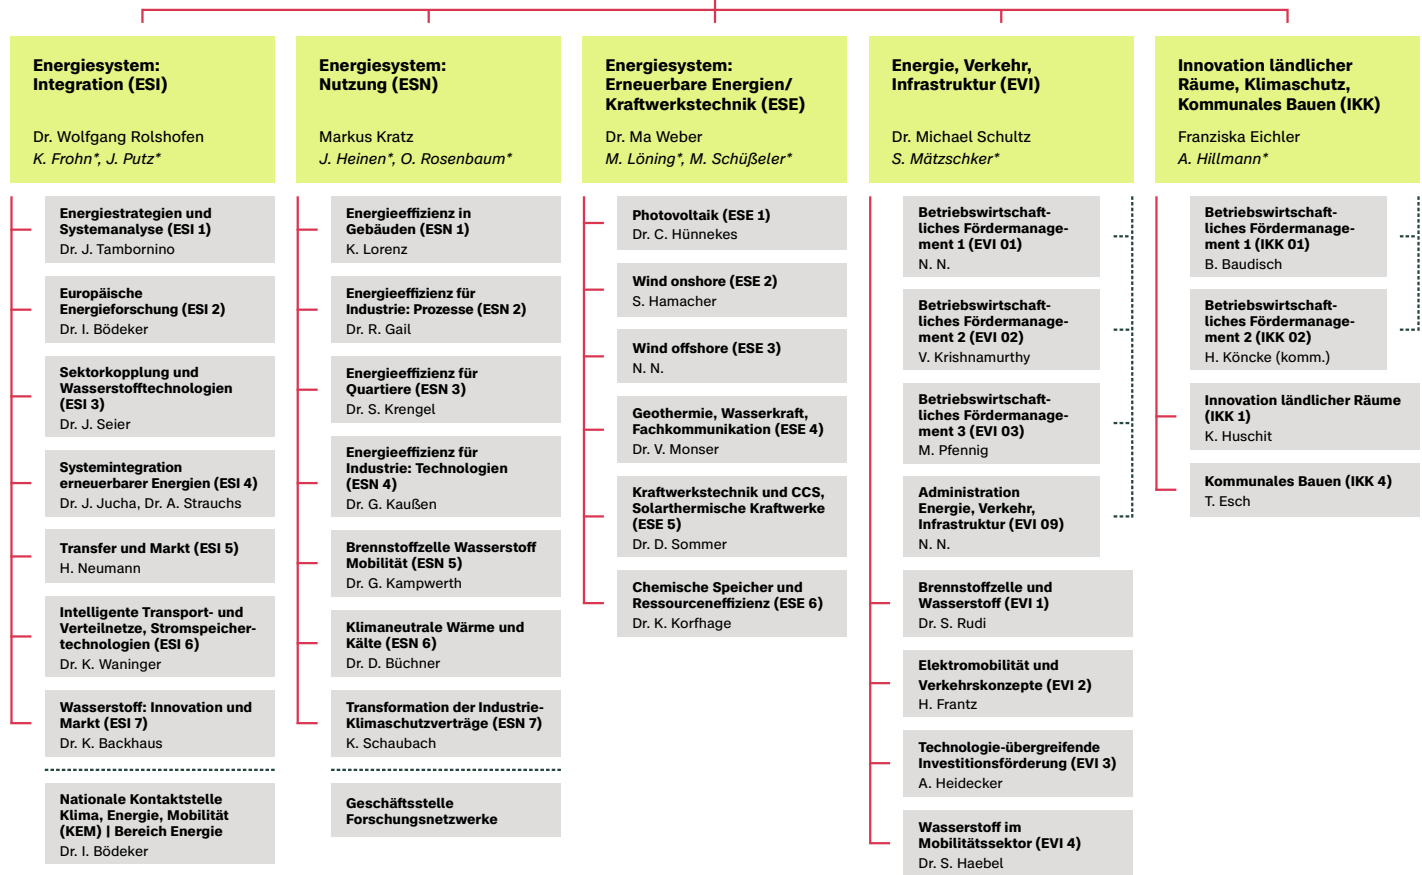 Energiesystem:
Integration (ESI)
Dr. Wolfgang Rolshofen
K. Frohn*, J. Putz*
Energiestrategien und
Systemanalyse (ESI 1)
Dr. J. Tambornino
Europäische
Energieforschung (ESI 2)
Dr. I. Bödeker
Sektorkopplung und
Wasserstofftechnologien
(ESI 3)
Dr. J. Seier
Systemintegration
erneuerbarer Energien (ESI 4)
Dr. J. Jucha, Dr. A. Strauchs
Transfer und Markt (ESI 5)
H. Neumann
Intelligente Transport- und
Verteilnetze, Stromspeicher-
technologien (ESI 6)
Dr. K. Waninger
Wasserstoff: Innovation und
Markt (ESI 7)
Dr. K. Backhaus
Nationale Kontaktstelle
Klima, Energie, Mobilität
(KEM) | Bereich Energie
Dr. I. Bödeker
Energiesystem:
Nutzung (ESN)
Markus Kratz
J. Heinen*, O. Rosenbaum*
Energieeffizienz in
Gebäuden (ESN 1)
K. Lorenz
Energieeffizienz für
Industrie: Prozesse (ESN 2)
Dr. R. Gail
Energieeffizienz für
Quartiere (ESN 3)
Dr. S. Krengel
Energieeffizienz für
Industrie: Technologien
(ESN 4)
Dr. G. Kaußen
Brennstoffzelle Wasserstoff
Mobilität (ESN 5)
Dr. G. Kampwerth
Klimaneutrale Wärme und
Kälte (ESN 6)
Dr. D. Büchner
Transformation der Industrie-
Klimaschutzverträge (ESN 7)
K. Schaubach
Geschäftsstelle
Forschungsnetzwerke
Energiesystem:
Erneuerbare Energien/
Kraftwerkstechnik (ESE)
Dr. Ma Weber
M. Löning*, M. Schüßeler*
Photovoltaik (ESE 1)
Dr. C. Hünnekes
Wind onshore (ESE 2)
S. Hamacher
Wind offshore (ESE 3)
N. N.
Geothermie, Wasserkraft,
Fachkommunikation (ESE 4)
Dr. V. Monser
Kraftwerkstechnik und CCS,
Solarthermische Kraftwerke
(ESE 5)
Dr. D. Sommer
Chemische Speicher und
Ressourceneffizienz (ESE 6)
Dr. K. Korfhage
Energie, Verkehr,
Infrastruktur (EVI)
Dr. Michael Schultz
S. Mätzschker*
Betriebswirtschaft-
liches Fördermanage-
ment 1 (EVI 01)
N. N.
Betriebswirtschaft-
liches Fördermanage-
ment 2 (EVI 02)
V. Krishnamurthy
Betriebswirtschaft-
liches Fördermanage-
ment 3 (EVI 03)
M. Pfennig
Administration
Energie, Verkehr,
Infrastruktur (EVI 09)
N. N.
Brennstoffzelle und
Wasserstoff (EVI 1)
Dr. S. Rudi
Elektromobilität und
Verkehrskonzepte (EVI 2)
H. Frantz
Technologie-übergreifende
Investitionsförderung (EVI 3)
A. Heidecker
Wasserstoff im
Mobilitätssektor (EVI 4)
Dr. S. Haebel
Innovation ländlicher
Räume, Klimaschutz,
Kommunales Bauen (IKK)
Franziska Eichler
A. Hillmann*
Betriebswirtschaft-
liches Fördermanage-
ment 1 (IKK 01)
B. Baudisch
Betriebswirtschaft-
liches Fördermanage-
ment 2 (IKK 02)
H. Köncke (komm.)
Innovation ländlicher Räume
(IKK 1)
K. Huschit
Kommunales Bauen (IKK 4)
T. Esch